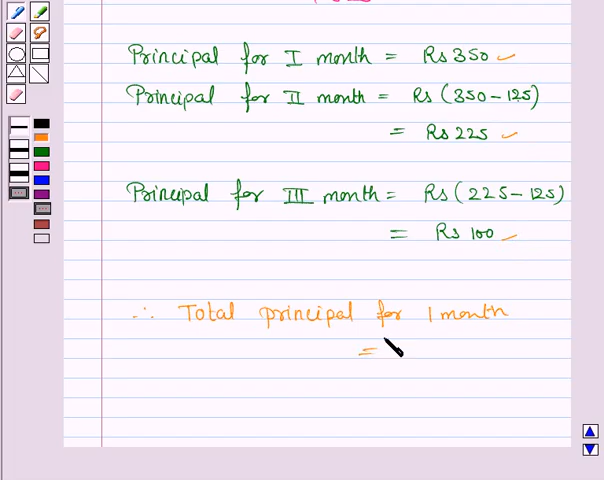 Principal for I month = Rs 350
Principal for II month = Rs (350-125)
= Rs 225
Principal for III month = Rs (225-125)
= Rs 100
∴ Total principal for 1 month
=